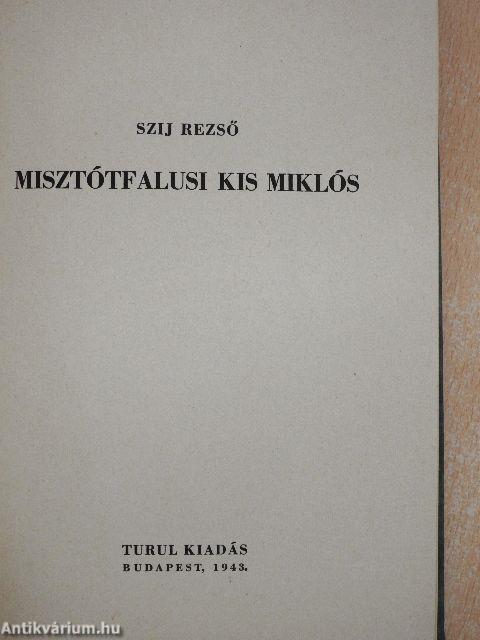 SZIJ REZSŐ
MISZTÓTFALUSI KIS MIKLÓS
TURUL KIADÁS
BUDAPEST, 1943.
Antikvárium.hu